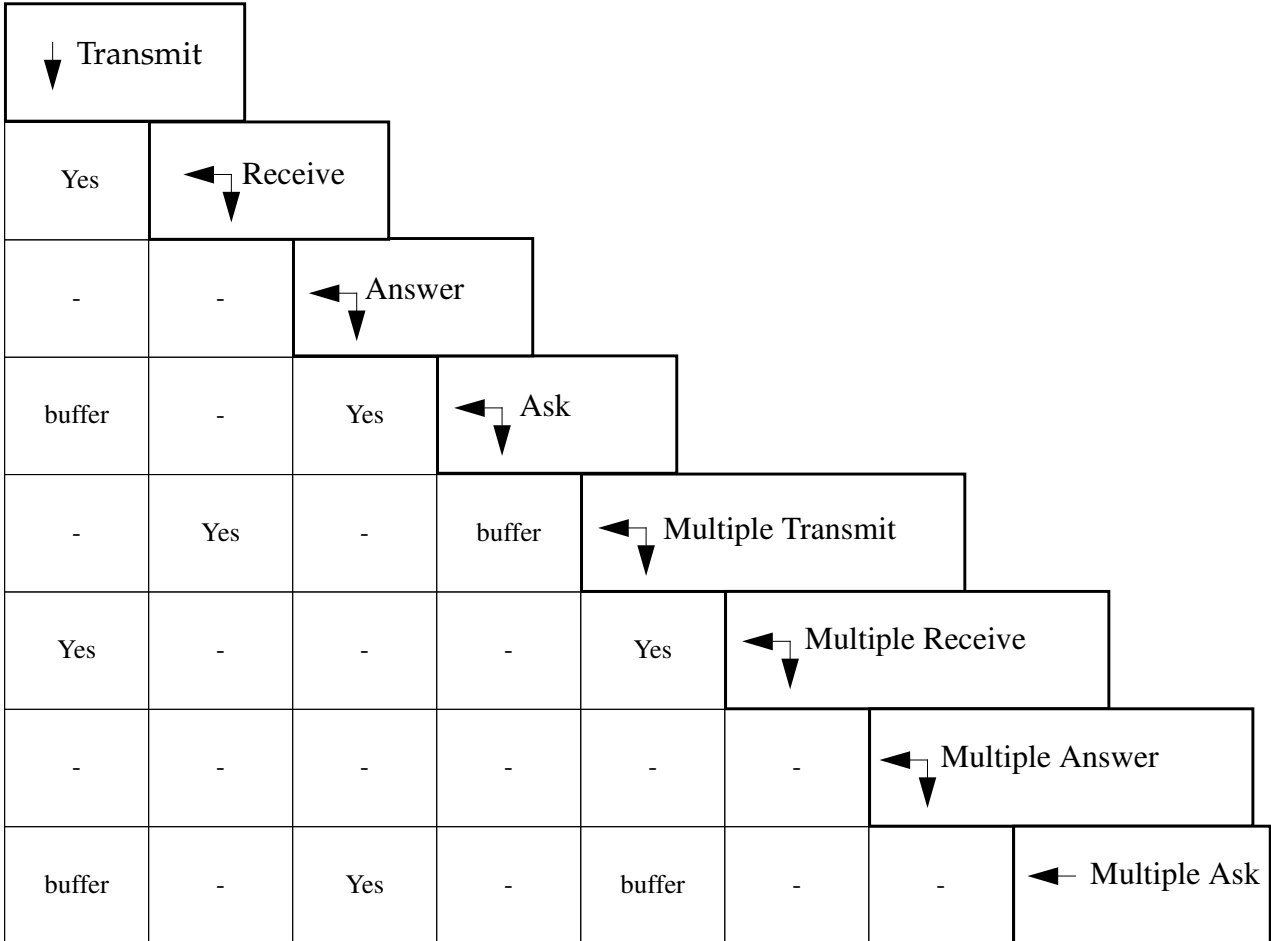 Transmit
Yes Receive
- - Answer
buffer - Yes Ask
- Yes - buffer Multiple Transmit
Yes - - - Yes Multiple Receive
- - - - - - Multiple Answer
buffer - Yes - buffer - - Multiple Ask